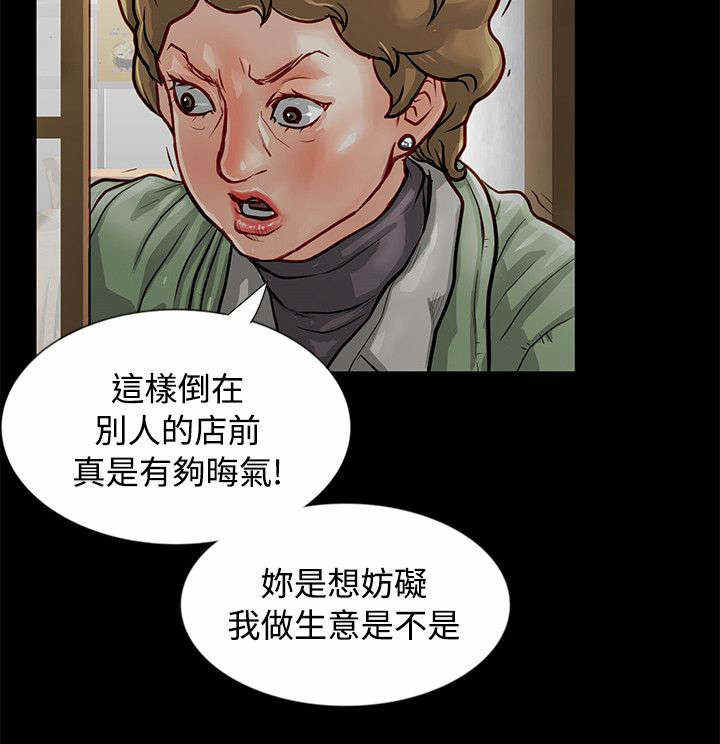 這樣倒在
別人的店前
真是有夠晦氣!
妳是想妨礙
我做生意是不是